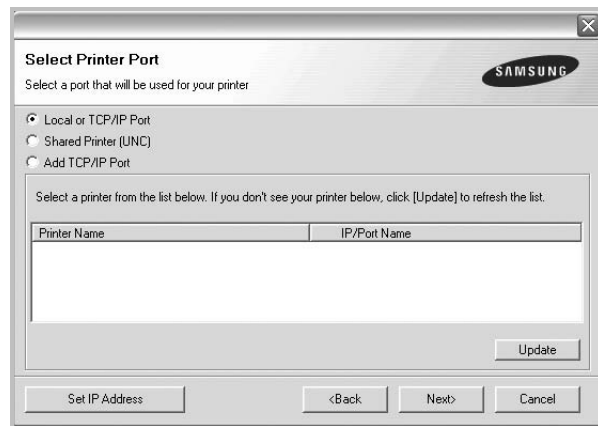 Select Printer Port
Select a port that will be used for your printer
SAMSUNG
Local or TCP/IP Port
Shared Printer (UNC)
Add TCP/IP Port
Select a printer from the list below. If you don't see your printer below, click [Update] to refresh the list.
Printer Name IP/Port Name
Update
Set IP Address <Back Next> Cancel